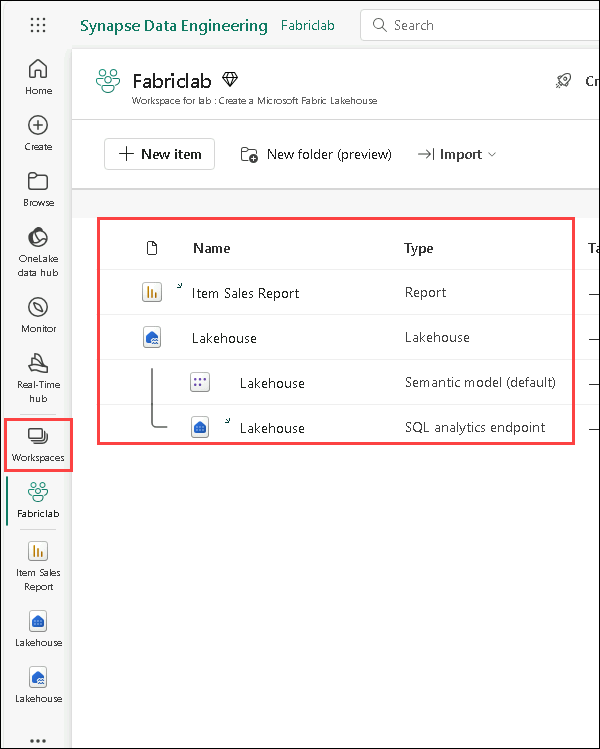 Synapse Data Engineering Fabriclab Search
Home
Create
Browse
OneLake
data hub
Monitor
Real-Time
hub
Workspaces
Fabriclab
Item Sales
Report
Lakehouse
Lakehouse
Fabriclab
Workspace for lab : Create a Microsoft Fabric Lakehouse
Cr
New item New folder (preview) Import
Name Type Ta
Item Sales Report Report
Lakehouse Lakehouse
Lakehouse Semantic model (default)
Lakehouse SQL analytics endpoint